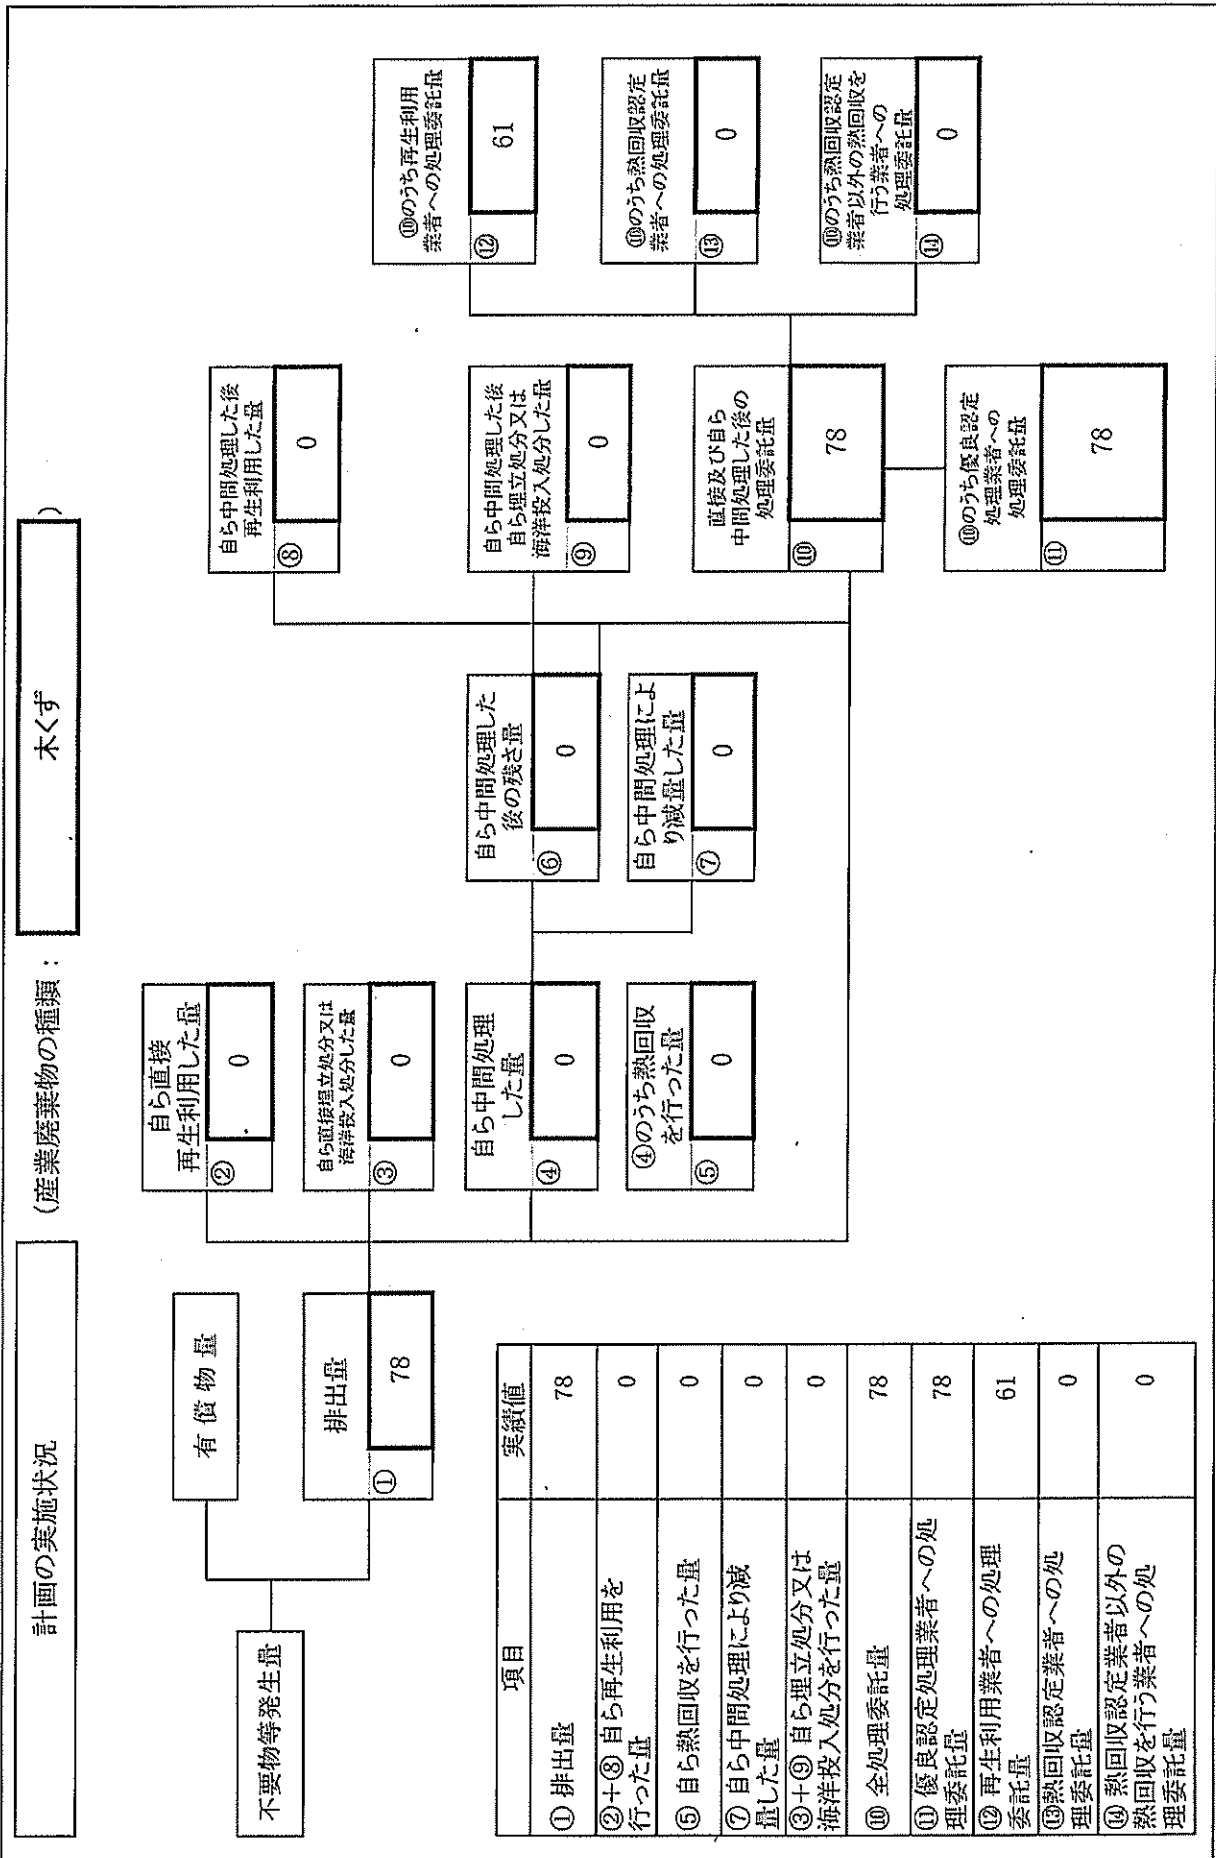 計画の実施状況
(産業廃棄物の種類：
木くず
)
不要物等発生量
有 償 物 量
排出量
①
78
自ら直接
再生利用した量
②
0
自ら直接埋立処分又は
海洋投入処分した量
③
0
自ら中間処理
した量
④
0
④のうち熱回収
を行った量
⑤
0
自ら中間処理した
後の残さ量
⑥
0
自ら中間処理によ
り減量した量
⑦
0
自ら中間処理した後
再生利用した量
⑧
0
自ら中間処理した後
自ら埋立処分又は
海洋投入処分した量
⑨
0
直接及び自ら
中間処理した後の
処理委託量
⑩
78
⑩のうち優良認定
処理業者への
処理委託量
⑪
78
⑩のうち再生利用
業者への処理委託量
⑫
61
⑩のうち熱回収認定
業者への処理委託量
⑬
0
⑩のうち熱回収認定
業者以外の熱回収を
行う業者への
処理委託量
⑭
0
項目 実績値
① 排出量 78
②＋⑧ 自ら再生利用を
行った量 0
⑤ 自ら熱回収を行った量 0
⑦ 自ら中間処理により減
量した量 0
③＋⑨ 自ら埋立処分又は
海洋投入処分を行った量 0
⑩ 全処理委託量 78
⑪ 優良認定処理業者への処
理委託量 78
⑫ 再生利用業者への処理
委託量 61
⑬熱回収認定業者への処
理委託量 0
⑭ 熱回収認定業者以外の
熱回収を行う業者への処
理委託量 0